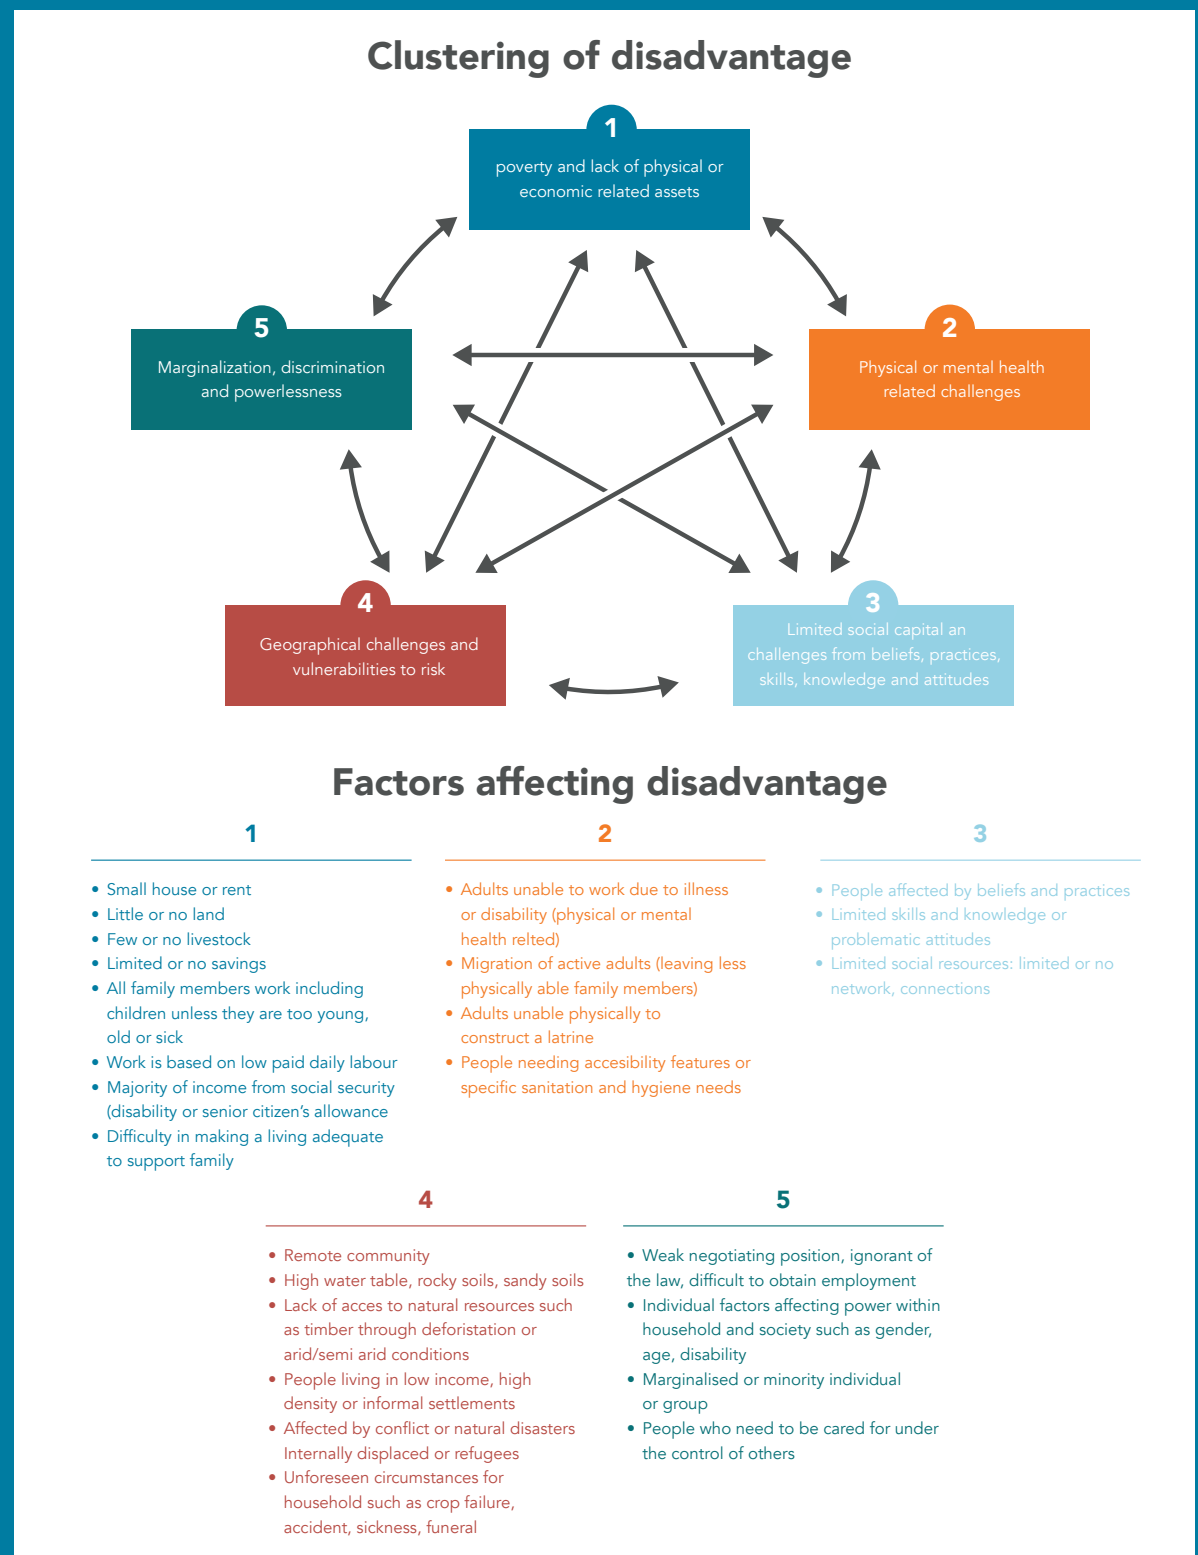 Clustering of disadvantage
1
poverty and lack of physical or
economic related assets
5
Marginalization, discrimination
and powerlessness
2
Physical or mental health
related challenges
4
Geographical challenges and
vulnerabilities to risk
3
Limited social capital an
challenges from beliefs, practices,
skills, knowledge and attitudes
Factors affecting disadvantage
1
• Small house or rent
• Little or no land
• Few or no livestock
• Limited or no savings
• All family members work including
children unless they are too young,
old or sick
• Work is based on low paid daily labour
• Majority of income from social security
(disability or senior citizen's allowance
• Difficulty in making a living adequate
to support family
2
• Adults unable to work due to illness
or disability (physical or mental
health relted)
• Migration of active adults (leaving less
physically able family members)
• Adults unable physically to
construct a latrine
• People needing accesibility features or
specific sanitation and hygiene needs
3
• People affected by beliefs and practices
• Limited skills and knowledge or
problematic attitudes
• Limited social resources: limited or no
network, connections
4
• Remote community
• High water table, rocky soils, sandy soils
• Lack of acces to natural resources such
as timber through deforistation or
arid/semi arid conditions
• People living in low income, high
density or informal settlements
• Affected by conflict or natural disasters
Internally displaced or refugees
• Unforeseen circumstances for
household such as crop failure,
accident, sickness, funeral
5
• Weak negotiating position, ignorant of
the law, difficult to obtain employment
• Individual factors affecting power within
household and society such as gender,
age, disability
• Marginalised or minority individual
or group
• People who need to be cared for under
the control of others